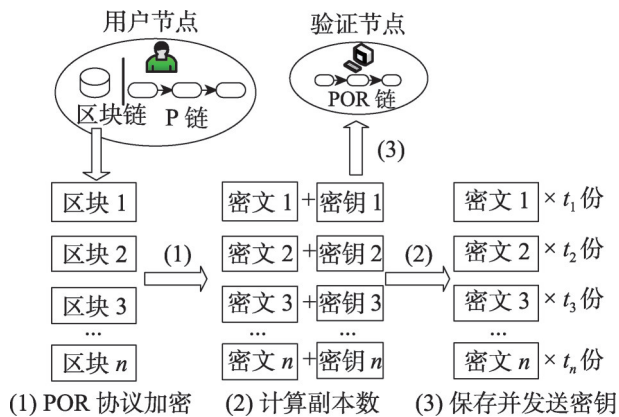 用户节点
验证节点
区块链 P 链
POR 链
(3)
区块 1 密文 1 + 密钥 1 密文 1 × t₁ 份
区块 2 (1) 密文 2 + 密钥 2 (2) 密文 2 × t₂ 份
区块 3 密文 3 + 密钥 3 密文 3 × t₃ 份
... ... ... ...
区块 n 密文 n + 密钥 n 密文 n × tₙ 份
(1) POR 协议加密 (2) 计算副本数 (3) 保存并发送密钥